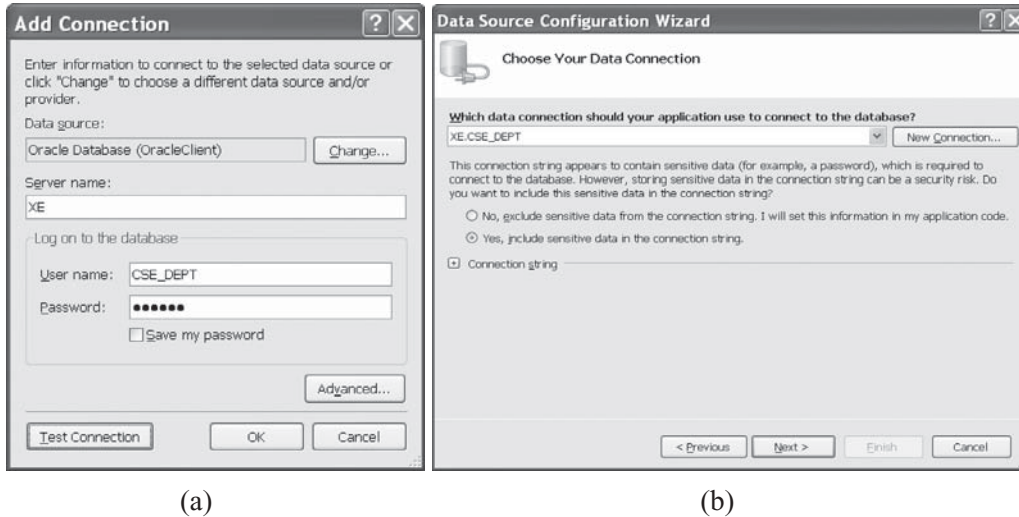 Add Connection
Enter information to connect to the selected data source or
click "Change" to choose a different data source and/or
provider.
Data source:
Oracle Database (OracleClient)
Change...
Server name:
XE
Log on to the database
User name:
CSE_DEPT
Password:
●●●●●●
Save my password
Advanced...
Test Connection
OK
Cancel
(a)
Data Source Configuration Wizard
Choose Your Data Connection
Which data connection should your application use to connect to the database?
XE.CSE_DEPT
New Connection...
This connection string appears to contain sensitive data (for example, a password), which is required to
connect to the database. However, storing sensitive data in the connection string can be a security risk. Do
you want to include this sensitive data in the connection string?
No, exclude sensitive data from the connection string. I will set this information in my application code.
Yes, include sensitive data in the connection string.
Connection string
< Previous
Next >
Finish
Cancel
(b)